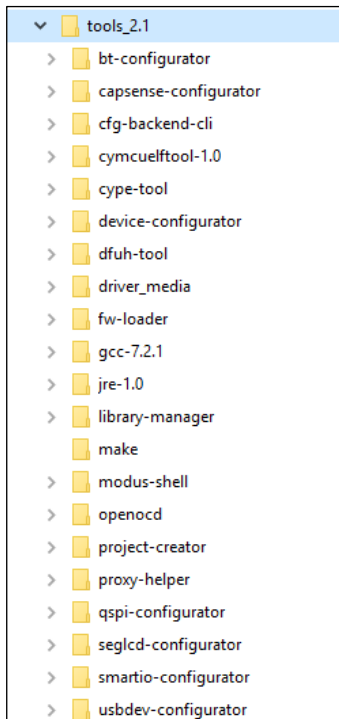 tools_2.1
bt-configurator
capsense-configurator
cfg-backend-cli
cymcuelftool-1.0
cype-tool
device-configurator
dfuh-tool
driver_media
fw-loader
gcc-7.2.1
jre-1.0
library-manager
make
modus-shell
openocd
project-creator
proxy-helper
qspi-configurator
seglcd-configurator
smartio-configurator
usbdev-configurator